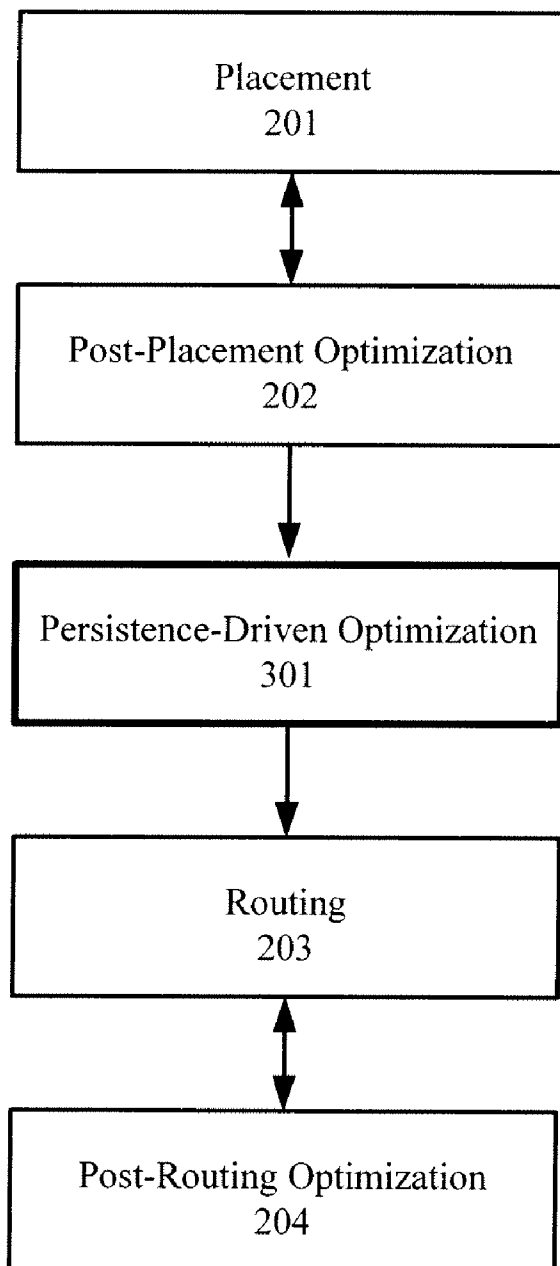 Placement
201
Post-Placement Optimization
202
Persistence-Driven Optimization
301
Routing
203
Post-Routing Optimization
204